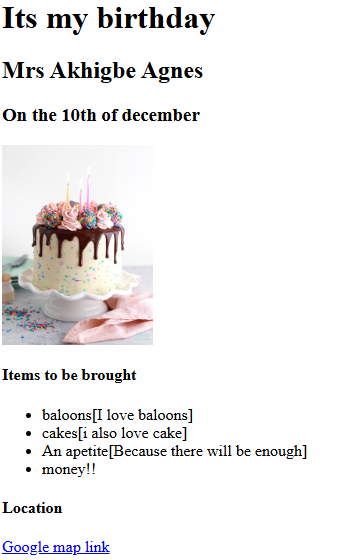 Its my birthday
Mrs Akhigbe Agnes
On the 10th of december
Items to be brought
baloons[I love baloons]
cakes[i also love cake]
An apetite[Because there will be enough]
money!!
Location
Google map link